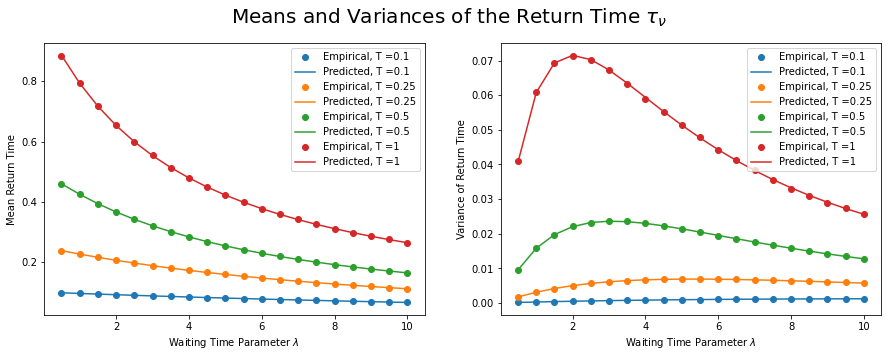 Means and Variances of the Return Time τ_ν
Mean Return Time
0.8
0.6
0.4
0.2
Empirical, T =0.1
Predicted, T =0.1
Empirical, T =0.25
Predicted, T =0.25
Empirical, T =0.5
Predicted, T =0.5
Empirical, T =1
Predicted, T =1
2 4 6 8 10
Waiting Time Parameter λ
Variance of Return Time
0.07
0.06
0.05
0.04
0.03
0.02
0.01
0.00
Empirical, T =0.1
Predicted, T =0.1
Empirical, T =0.25
Predicted, T =0.25
Empirical, T =0.5
Predicted, T =0.5
Empirical, T =1
Predicted, T =1
2 4 6 8 10
Waiting Time Parameter λ